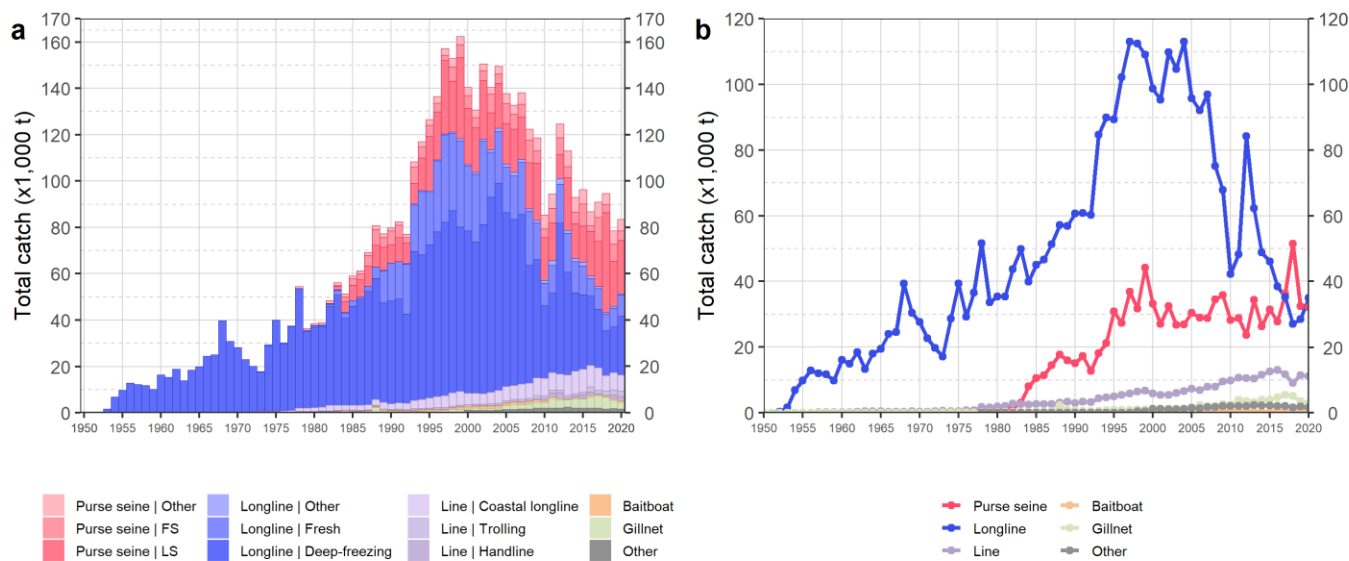 a
Total catch (x1,000 t)
170
160
140
120
100
80
60
40
20
0
170
160
140
120
100
80
60
40
20
0
1950 1955 1960 1965 1970 1975 1980 1985 1990 1995 2000 2005 2010 2015 2020
Purse seine | Other
Purse seine | FS
Purse seine | LS
Longline | Other
Longline | Fresh
Longline | Deep-freezing
Line | Coastal longline
Line | Trolling
Line | Handline
Baitboat
Gillnet
Other
b
Total catch (x1,000 t)
120
100
80
60
40
20
0
120
100
80
60
40
20
0
1950 1955 1960 1965 1970 1975 1980 1985 1990 1995 2000 2005 2010 2015 2020
Purse seine
Longline
Line
Baitboat
Gillnet
Other